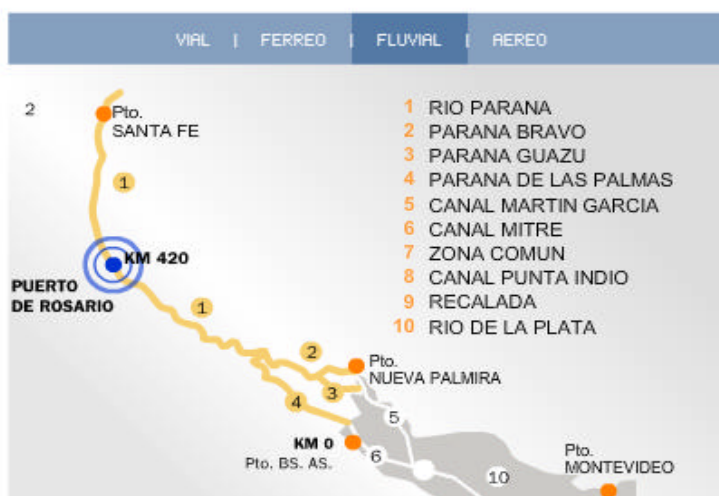 VIAL | FERREO | FLUVIAL | AEREO
2
Pto.
SANTA FE
1 RIO PARANA
2 PARANA BRAVO
3 PARANA GUAZU
4 PARANA DE LAS PALMAS
5 CANAL MARTIN GARCIA
6 CANAL MITRE
7 ZONA COMUN
8 CANAL PUNTA INDIO
9 RECALADA
10 RIO DE LA PLATA
1
KM 420
PUERTO
DE ROSARIO
1
2
Pto.
NUEVA PALMIRA
3
4
5
KM 0
Pto. BS. AS.
6
10
Pto.
MONTEVIDEO